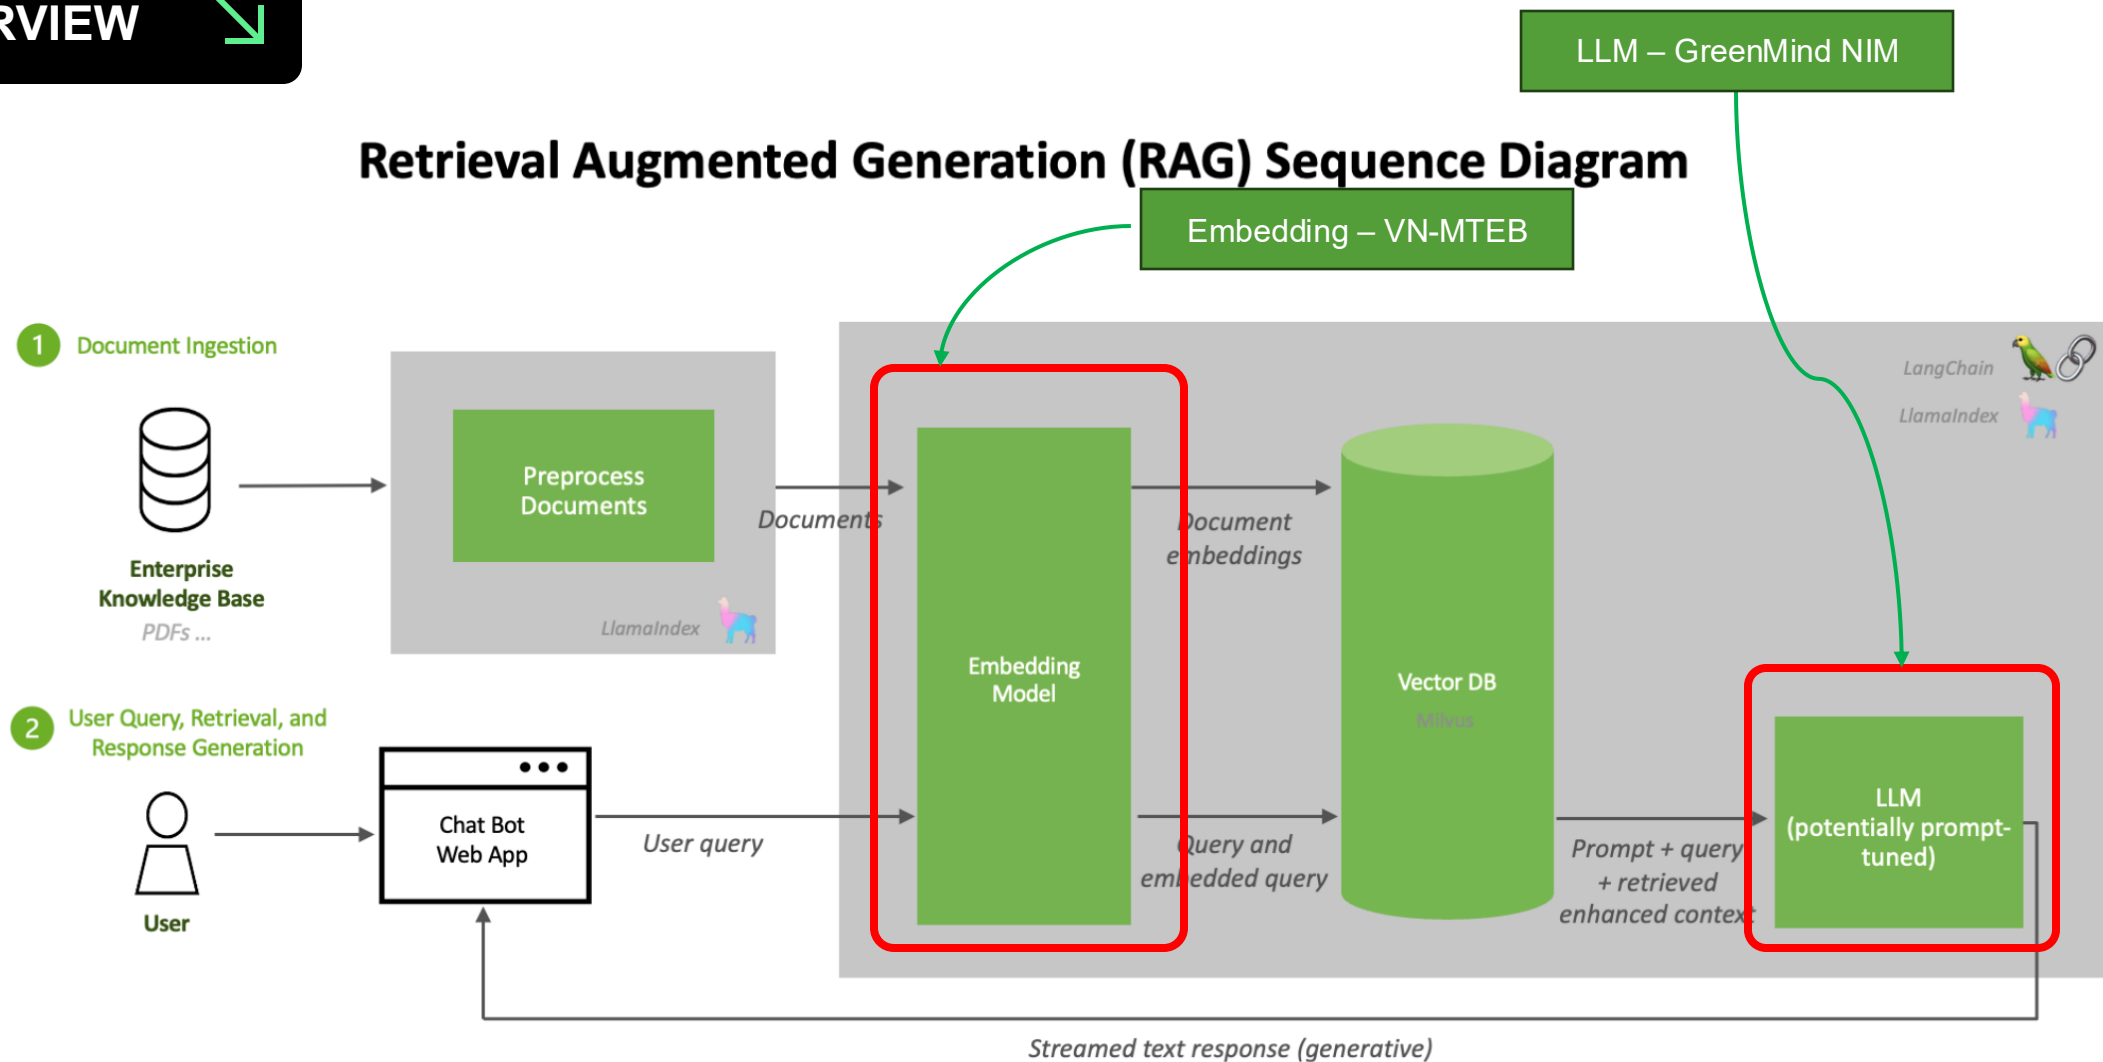 RVIEW
LLM – GreenMind NIM
Retrieval Augmented Generation (RAG) Sequence Diagram
Embedding – VN-MTEB
1
Document Ingestion
LangChain
LlamaIndex
Preprocess
Documents
Documents
Document
embeddings
Enterprise
Knowledge Base
PDFs ...
LlamaIndex
Embedding
Model
Vector DB
Milvus
2
User Query, Retrieval, and
Response Generation
Chat Bot
Web App
User query
Query and
embedded query
Prompt + query
+ retrieved
enhanced context
LLM
(potentially prompt-
tuned)
User
Streamed text response (generative)